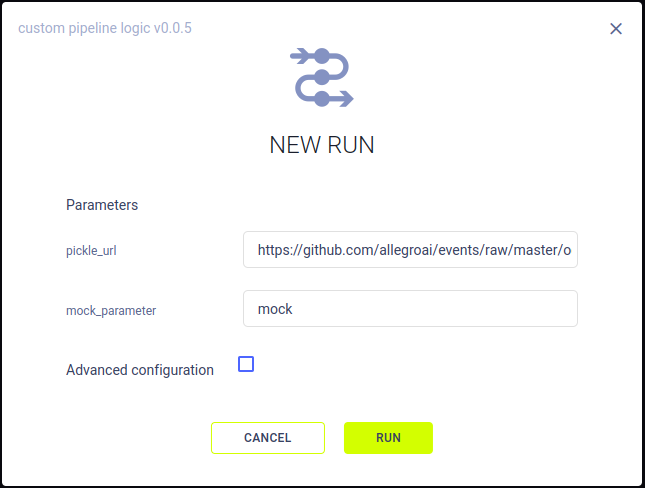 custom pipeline logic v0.0.5
NEW RUN
Parameters
pickle_url
https://github.com/allegroai/events/raw/master/o
mock_parameter
mock
Advanced configuration
CANCEL
RUN